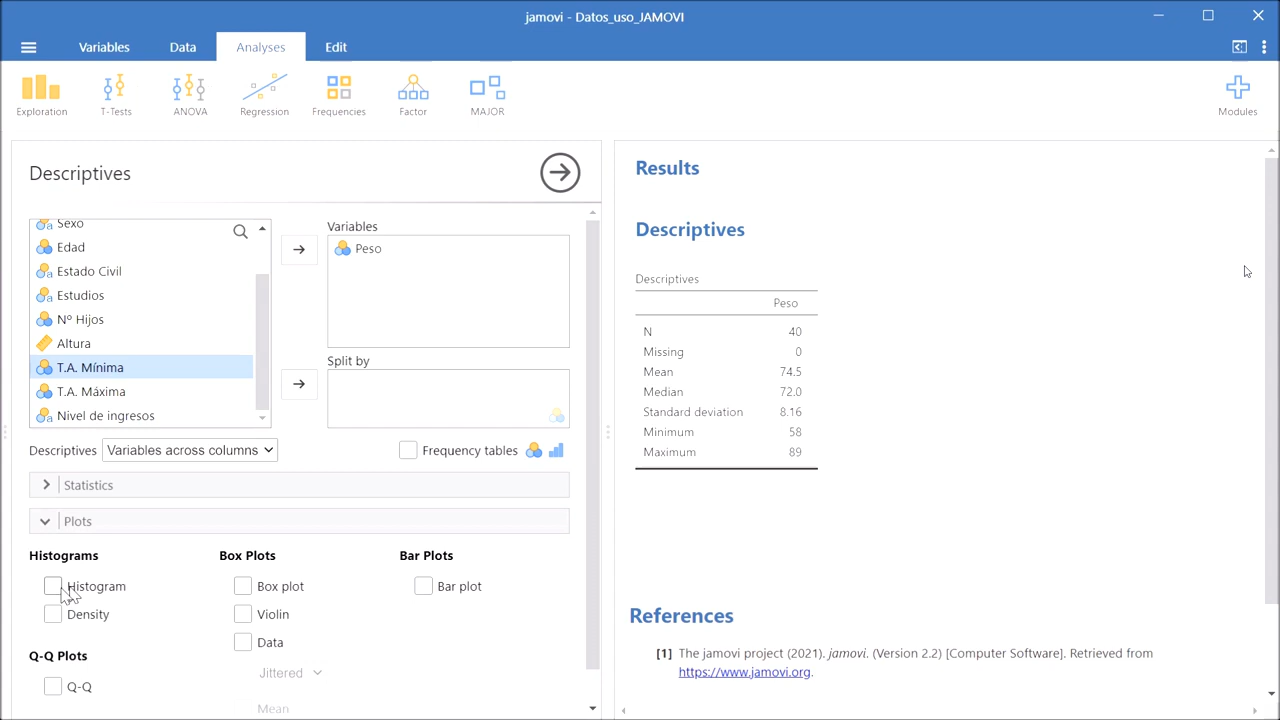 jamovi - Datos_uso_JAMOVI
Variables Data Analyses Edit
Exploration T-Tests ANOVA Regression Frequencies Factor MAJOR Modules
Descriptives
Sexo
Edad
Estado Civil
Estudios
Nº Hijos
Altura
T.A. Mínima
T.A. Máxima
Nivel de ingresos
Variables
Peso
Split by
Descriptives Variables across columns Frequency tables
Statistics
Plots
Histograms Box Plots Bar Plots
Histogram Box plot Bar plot
Density Violin
Data
Q-Q Plots
Jittered
Q-Q
Mean
Results
Descriptives
Descriptives
Peso
N 40
Missing 0
Mean 74.5
Median 72.0
Standard deviation 8.16
Minimum 58
Maximum 89
References
[1] The jamovi project (2021). jamovi. (Version 2.2) [Computer Software]. Retrieved from
https://www.jamovi.org.